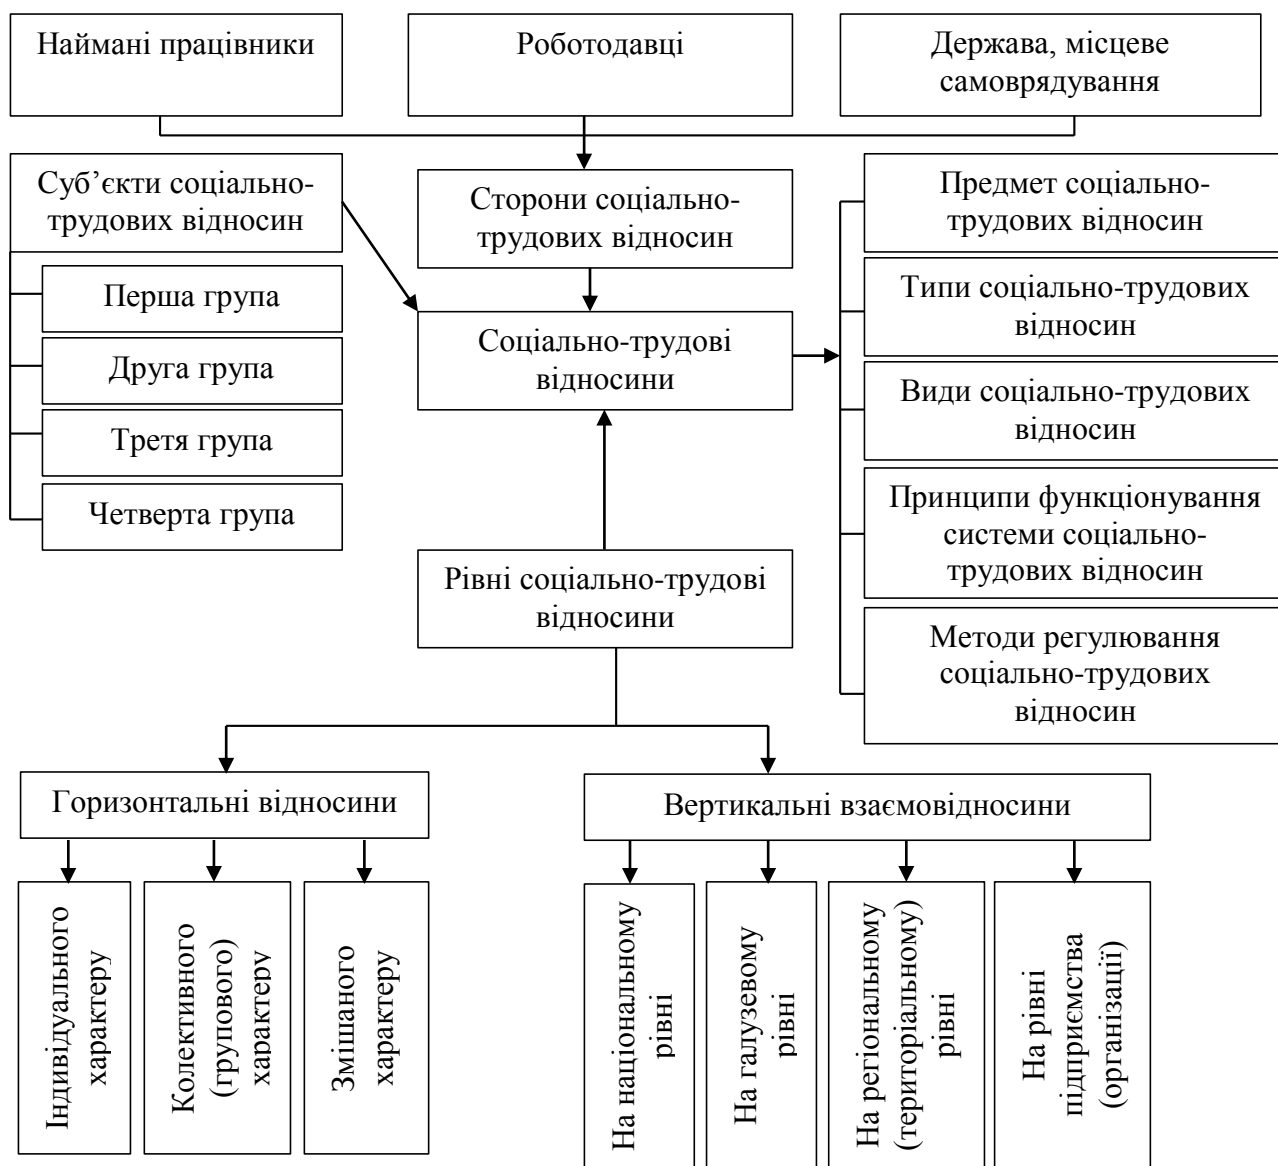 Наймані працівники
Роботодавці
Держава, місцеве
самоврядування
Суб’єкти соціально-
трудових відносин
Сторони соціально-
трудових відносин
Предмет соціально-
трудових відносин
Перша група
Друга група
Третя група
Четверта група
Соціально-трудові
відносини
Типи соціально-трудових
відносин
Види соціально-трудових
відносин
Принципи функціонування
системи соціально-
трудових відносин
Методи регулювання
соціально-трудових
відносин
Рівні соціально-трудові
відносини
Горизонтальні відносини
Вертикальні взаємовідносини
Індивідуального
характеру
Колективного
(групового)
характеру
Змішаного
характеру
На національному
рівні
На галузевому
рівні
На регіональному
(територіальному)
рівні
На рівні
підприємства
(організації)